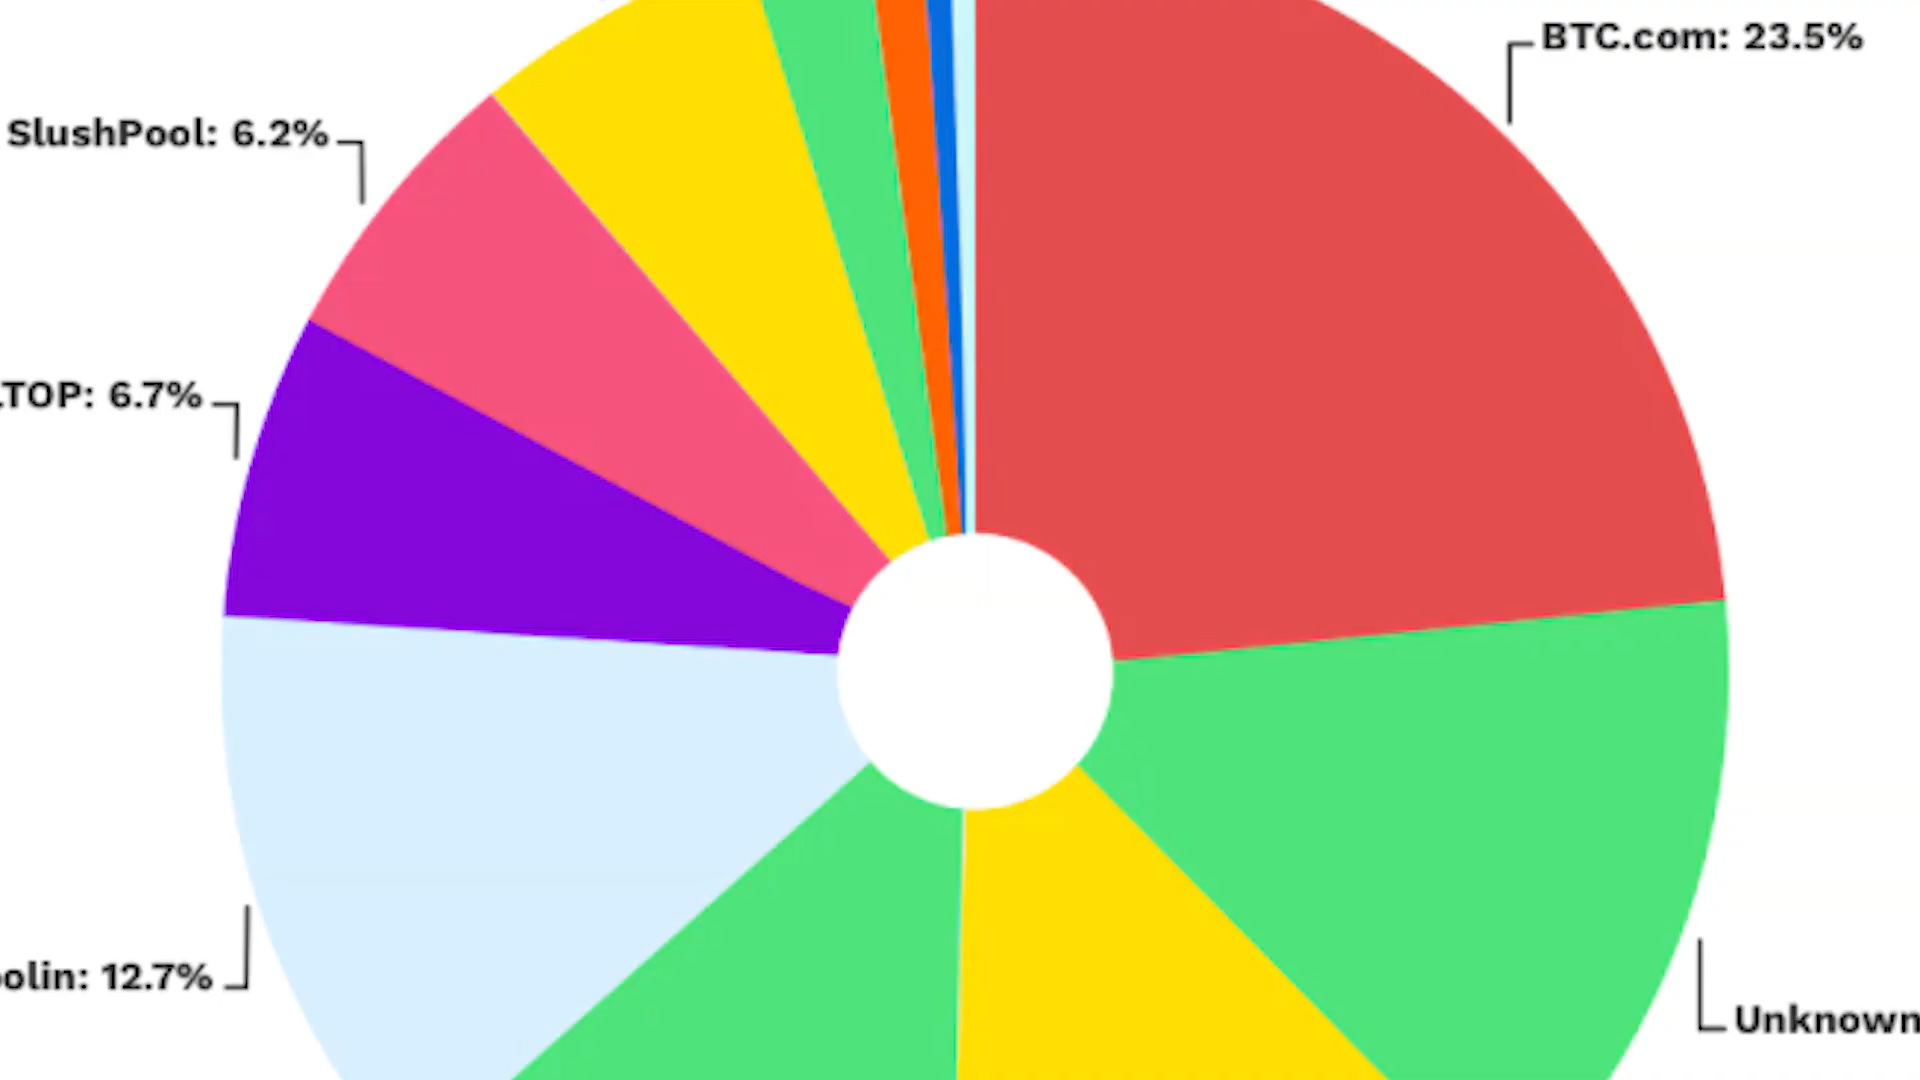 BTC.com: 23.5%
SlushPool: 6.2%
TOP: 6.7%
olin: 12.7%
Unknown